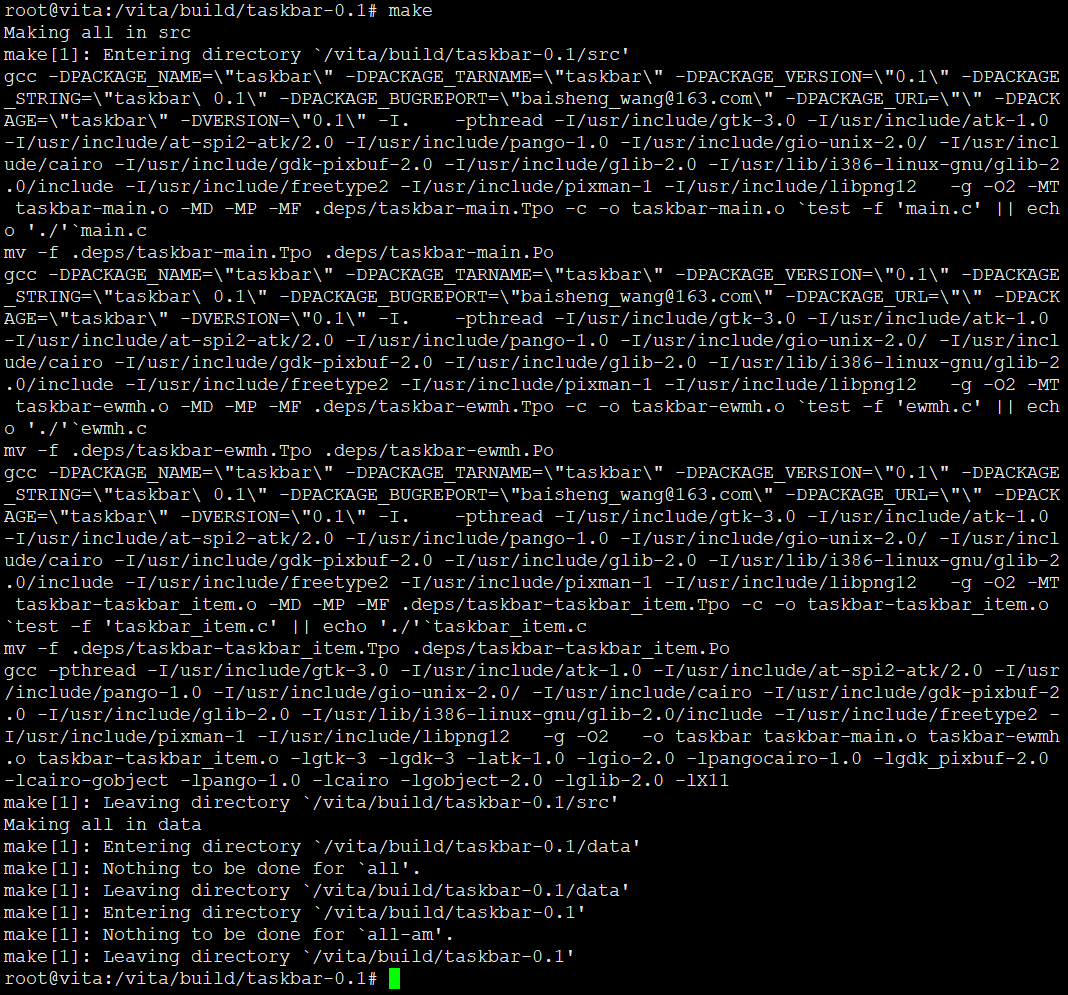 root@vita:/vita/build/taskbar-0.1# make
Making all in src
make[1]: Entering directory `/vita/build/taskbar-0.1/src'
gcc -DPACKAGE_NAME=\"taskbar\" -DPACKAGE_TARNAME=\"taskbar\" -DPACKAGE_VERSION=\"0.1\" -DPACKAGE
_STRING=\"taskbar\ 0.1\" -DPACKAGE_BUGREPORT=\"baisheng_wang@163.com\" -DPACKAGE_URL=\"\" -DPACK
AGE=\"taskbar\" -DVERSION=\"0.1\" -I.    -pthread -I/usr/include/gtk-3.0 -I/usr/include/atk-1.0
-I/usr/include/at-spi2-atk/2.0 -I/usr/include/pango-1.0 -I/usr/include/gio-unix-2.0/ -I/usr/incl
ude/cairo -I/usr/include/gdk-pixbuf-2.0 -I/usr/include/glib-2.0 -I/usr/lib/i386-linux-gnu/glib-2
.0/include -I/usr/include/freetype2 -I/usr/include/pixman-1 -I/usr/include/libpng12   -g -O2 -MT
 taskbar-main.o -MD -MP -MF .deps/taskbar-main.Tpo -c -o taskbar-main.o `test -f 'main.c' || ech
o './'`main.c
mv -f .deps/taskbar-main.Tpo .deps/taskbar-main.Po
gcc -DPACKAGE_NAME=\"taskbar\" -DPACKAGE_TARNAME=\"taskbar\" -DPACKAGE_VERSION=\"0.1\" -DPACKAGE
_STRING=\"taskbar\ 0.1\" -DPACKAGE_BUGREPORT=\"baisheng_wang@163.com\" -DPACKAGE_URL=\"\" -DPACK
AGE=\"taskbar\" -DVERSION=\"0.1\" -I.    -pthread -I/usr/include/gtk-3.0 -I/usr/include/atk-1.0
-I/usr/include/at-spi2-atk/2.0 -I/usr/include/pango-1.0 -I/usr/include/gio-unix-2.0/ -I/usr/incl
ude/cairo -I/usr/include/gdk-pixbuf-2.0 -I/usr/include/glib-2.0 -I/usr/lib/i386-linux-gnu/glib-2
.0/include -I/usr/include/freetype2 -I/usr/include/pixman-1 -I/usr/include/libpng12   -g -O2 -MT
 taskbar-ewmh.o -MD -MP -MF .deps/taskbar-ewmh.Tpo -c -o taskbar-ewmh.o `test -f 'ewmh.c' || ech
o './'`ewmh.c
mv -f .deps/taskbar-ewmh.Tpo .deps/taskbar-ewmh.Po
gcc -DPACKAGE_NAME=\"taskbar\" -DPACKAGE_TARNAME=\"taskbar\" -DPACKAGE_VERSION=\"0.1\" -DPACKAGE
_STRING=\"taskbar\ 0.1\" -DPACKAGE_BUGREPORT=\"baisheng_wang@163.com\" -DPACKAGE_URL=\"\" -DPACK
AGE=\"taskbar\" -DVERSION=\"0.1\" -I.    -pthread -I/usr/include/gtk-3.0 -I/usr/include/atk-1.0
-I/usr/include/at-spi2-atk/2.0 -I/usr/include/pango-1.0 -I/usr/include/gio-unix-2.0/ -I/usr/incl
ude/cairo -I/usr/include/gdk-pixbuf-2.0 -I/usr/include/glib-2.0 -I/usr/lib/i386-linux-gnu/glib-2
.0/include -I/usr/include/freetype2 -I/usr/include/pixman-1 -I/usr/include/libpng12   -g -O2 -MT
 taskbar-taskbar_item.o -MD -MP -MF .deps/taskbar-taskbar_item.Tpo -c -o taskbar-taskbar_item.o
`test -f 'taskbar_item.c' || echo './'`taskbar_item.c
mv -f .deps/taskbar-taskbar_item.Tpo .deps/taskbar-taskbar_item.Po
gcc -pthread -I/usr/include/gtk-3.0 -I/usr/include/atk-1.0 -I/usr/include/at-spi2-atk/2.0 -I/usr
/include/pango-1.0 -I/usr/include/gio-unix-2.0/ -I/usr/include/cairo -I/usr/include/gdk-pixbuf-2
.0 -I/usr/include/glib-2.0 -I/usr/lib/i386-linux-gnu/glib-2.0/include -I/usr/include/freetype2 -
I/usr/include/pixman-1 -I/usr/include/libpng12   -g -O2   -o taskbar taskbar-main.o taskbar-ewmh
.o taskbar-taskbar_item.o -lgtk-3 -lgdk-3 -latk-1.0 -lgio-2.0 -lpangocairo-1.0 -lgdk_pixbuf-2.0
-lcairo-gobject -lpango-1.0 -lcairo -lgobject-2.0 -lglib-2.0 -lX11
make[1]: Leaving directory `/vita/build/taskbar-0.1/src'
Making all in data
make[1]: Entering directory `/vita/build/taskbar-0.1/data'
make[1]: Nothing to be done for `all'.
make[1]: Leaving directory `/vita/build/taskbar-0.1/data'
make[1]: Entering directory `/vita/build/taskbar-0.1'
make[1]: Nothing to be done for `all-am'.
make[1]: Leaving directory `/vita/build/taskbar-0.1'
root@vita:/vita/build/taskbar-0.1#